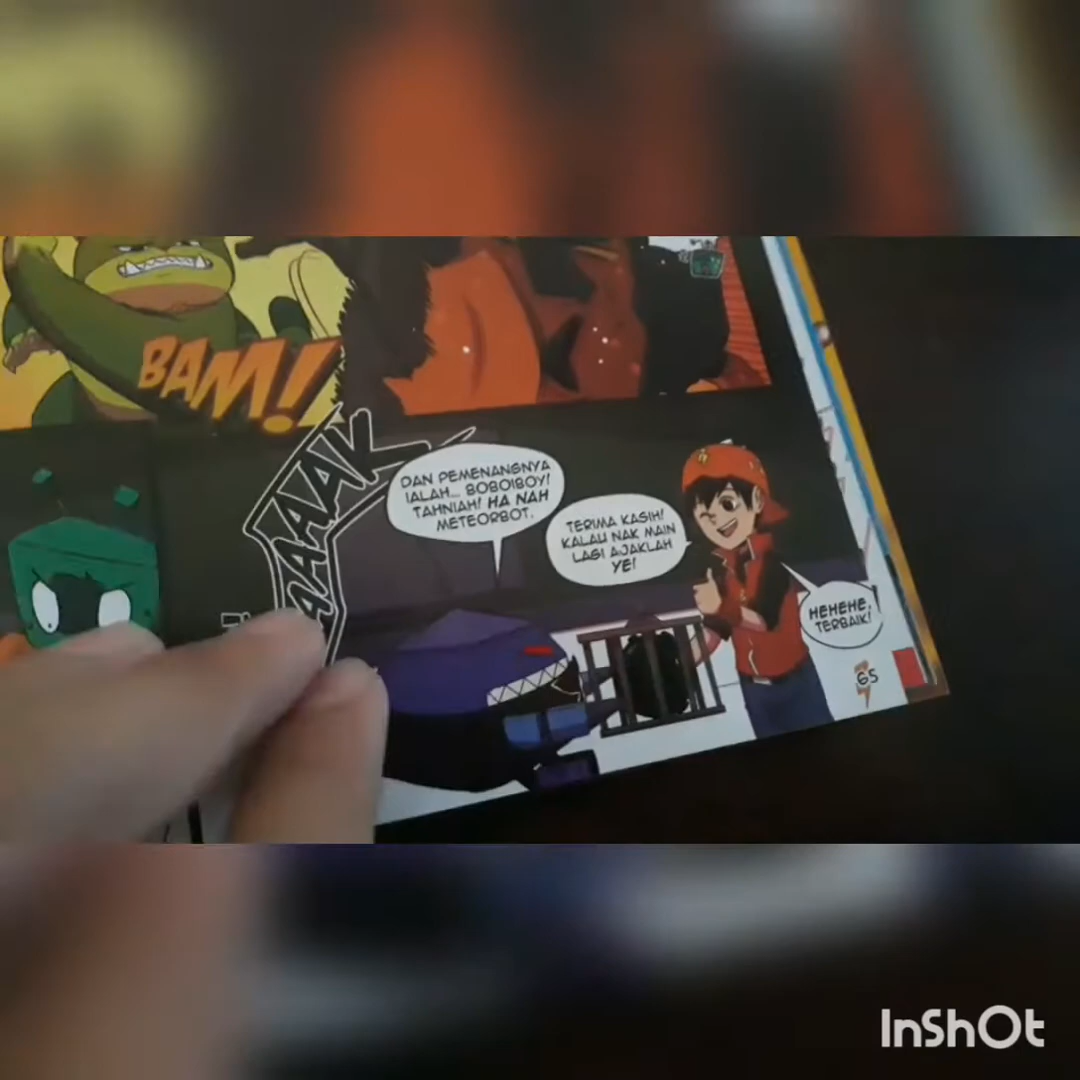 BAM!
AAAK
DAN PEMENANGNYA
IALAH... BOBOIBOY!
TAHNIAH! HA NAH
METEORBOT.
TERIMA KASIH!
KALAU NAK MAIN
LAGI AJAKLAH
YE!
HEHEHE,
TERBAIK!
65
InShOt